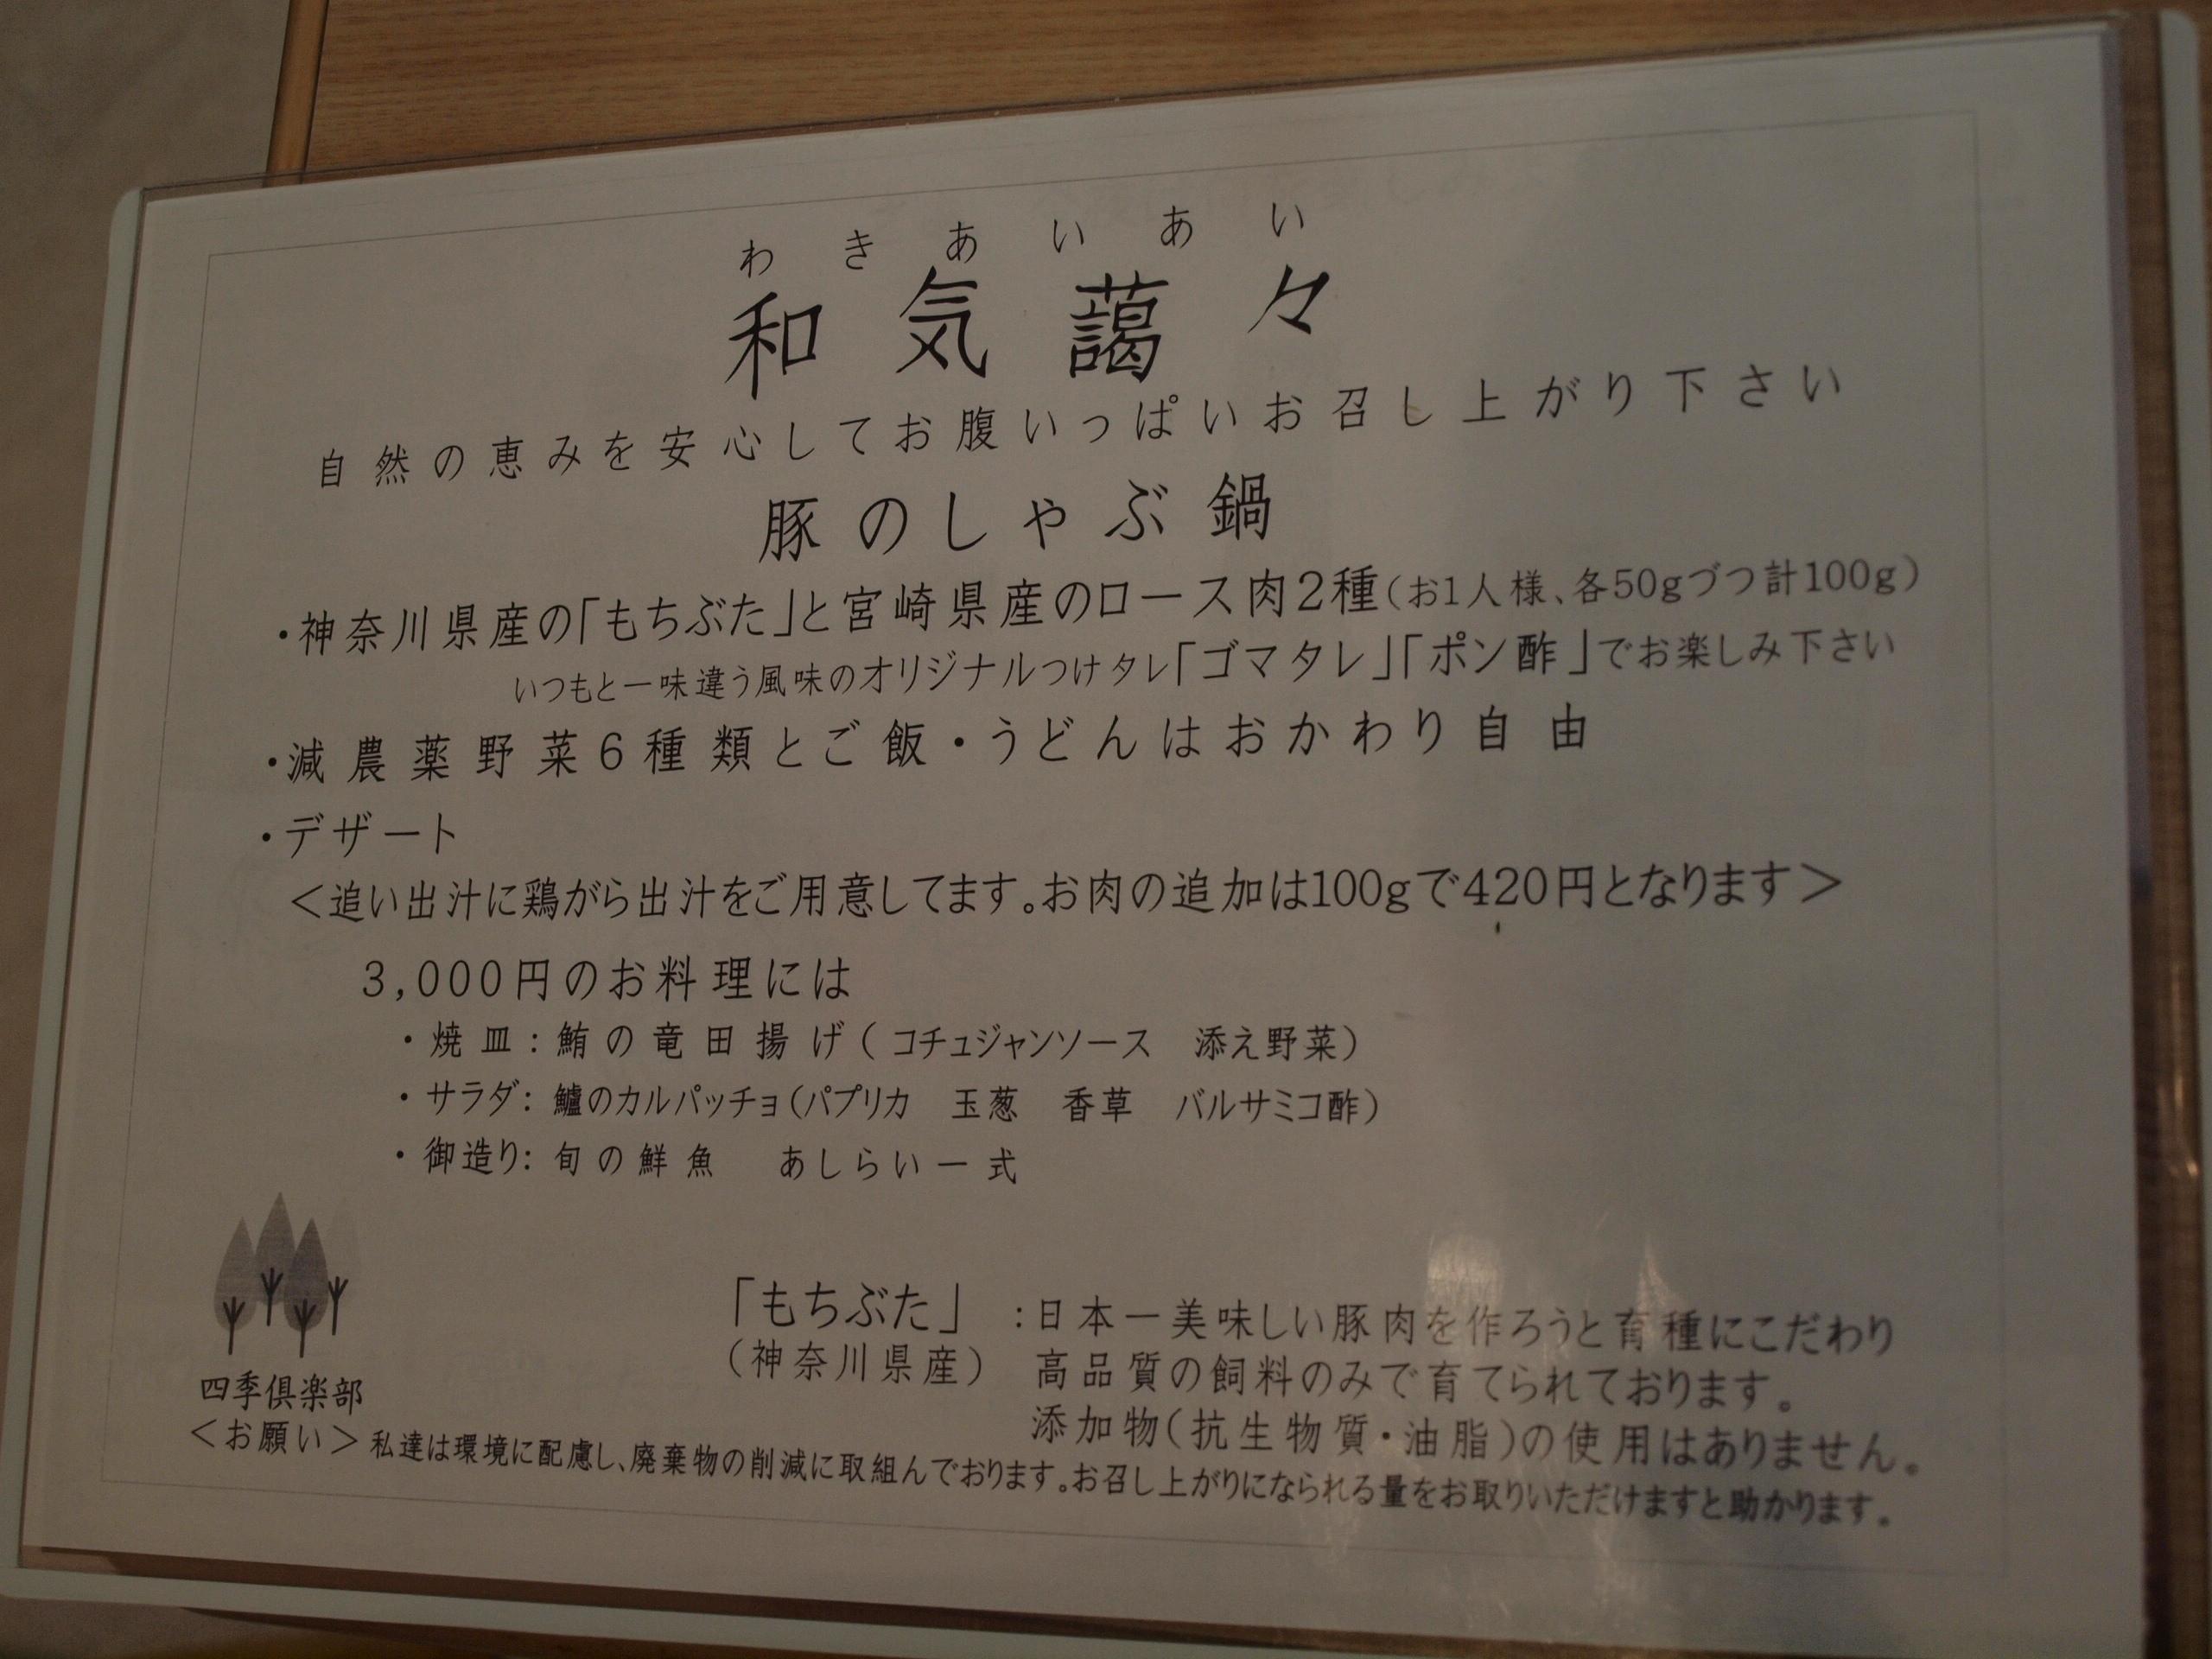 わきあいあい
和気藹々
自然の恵みを安心してお腹いっぱいお召し上がり下さい
豚のしゃぶ鍋
・神奈川県産の「もちぶた」と宮崎県産のロース肉2種(お1人様、各50gづつ計100g)
いつもと一味違う風味のオリジナルつけタレ「ゴマタレ」「ポン酢」でお楽しみ下さい
・減農薬野菜6種類とご飯・うどんはおかわり自由
・デザート
<追い出汁に鶏がら出汁をご用意してます。お肉の追加は100gで420円となります>
3,000円のお料理には
・焼皿:鮪の竜田揚げ(コチュジャンソース 添え野菜)
・サラダ:鱸のカルパッチョ(パプリカ 玉葱 香草 バルサミコ酢)
・御造り:旬の鮮魚 あしらい一式
「もちぶた」 :日本一美味しい豚肉を作ろうと育種にこだわり
(神奈川県産) 高品質の飼料のみで育てられております。
添加物(抗生物質・油脂)の使用はありません。
四季倶楽部
<お願い>私達は環境に配慮し、廃棄物の削減に取組んでおります。お召し上がりになられる量をお取りいただけますと助かります。